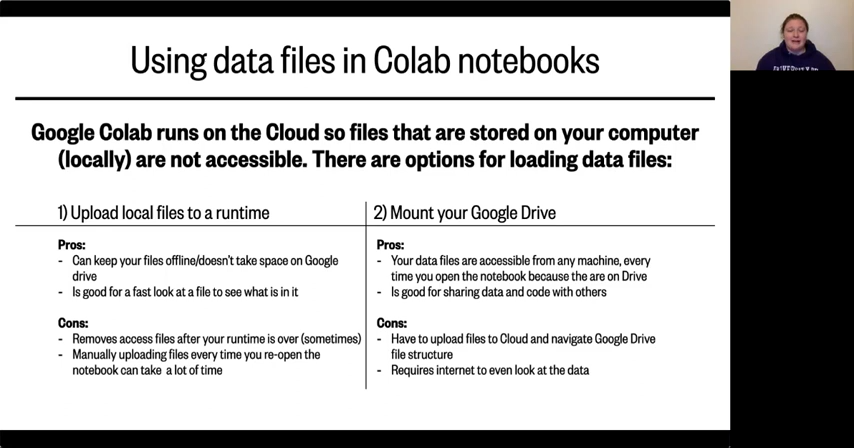 Using data files in Colab notebooks
Google Colab runs on the Cloud so files that are stored on your computer
(locally) are not accessible. There are options for loading data files:
1) Upload local files to a runtime
Pros:
- Can keep your files offline/doesn't take space on Google
drive
- Is good for a fast look at a file to see what is in it
Cons:
- Removes access files after your runtime is over (sometimes)
- Manually uploading files every time you re-open the
notebook can take a lot of time
2) Mount your Google Drive
Pros:
- Your data files are accessible from any machine, every
time you open the notebook because the are on Drive
- Is good for sharing data and code with others
Cons:
- Have to upload files to Cloud and navigate Google Drive
file structure
- Requires internet to even look at the data